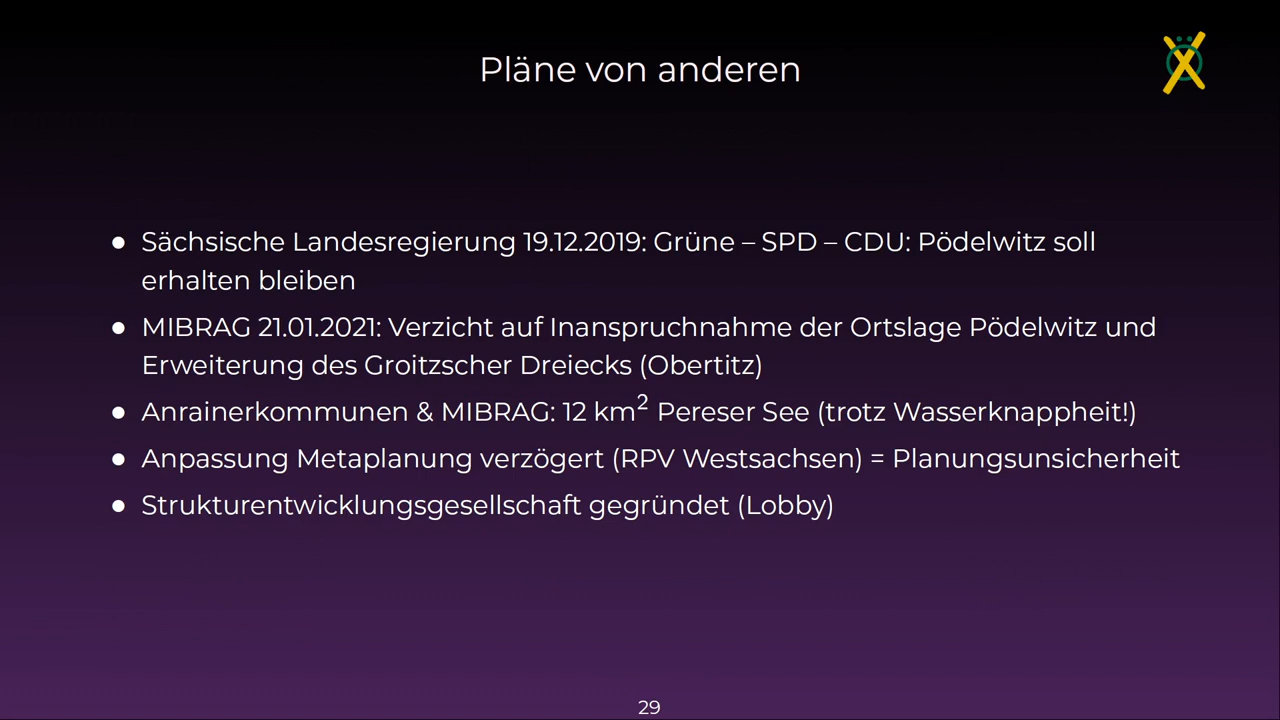 Pläne von anderen
● Sächsische Landesregierung 19.12.2019: Grüne – SPD – CDU: Pödelwitz soll
erhalten bleiben
● MIBRAG 21.01.2021: Verzicht auf Inanspruchnahme der Ortslage Pödelwitz und
Erweiterung des Groitzscher Dreiecks (Obertitz)
● Anrainerkommunen & MIBRAG: 12 km² Pereser See (trotz Wasserknappheit!)
● Anpassung Metaplanung verzögert (RPV Westsachsen) = Planungsunsicherheit
● Strukturentwicklungsgesellschaft gegründet (Lobby)
29